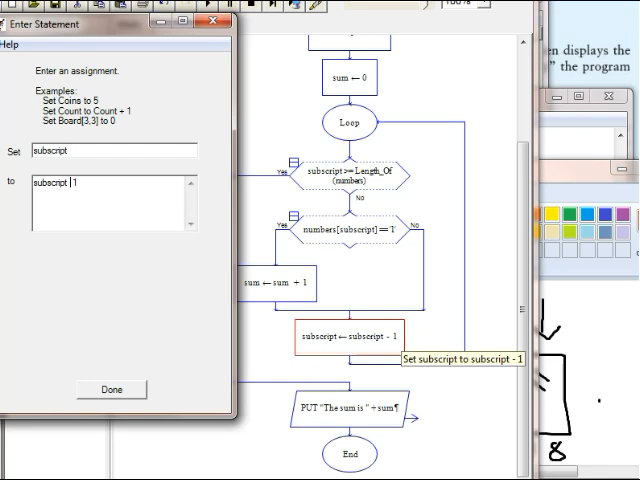 100%
Enter Statement
Help
Enter an assignment.
Examples:
Set Coins to 5
Set Count to Count + 1
Set Board[3,3] to 0
Set
subscript
to
subscript 1
Done
sum ← 0
Loop
Yes
subscript >= Length_Of
(numbers)
No
Yes
numbers[subscript] == '1'
No
sum ← sum + 1
subscript ← subscript - 1
Set subscript to subscript - 1
PUT "The sum is " + sum¶
End
en displays the
" the program
8